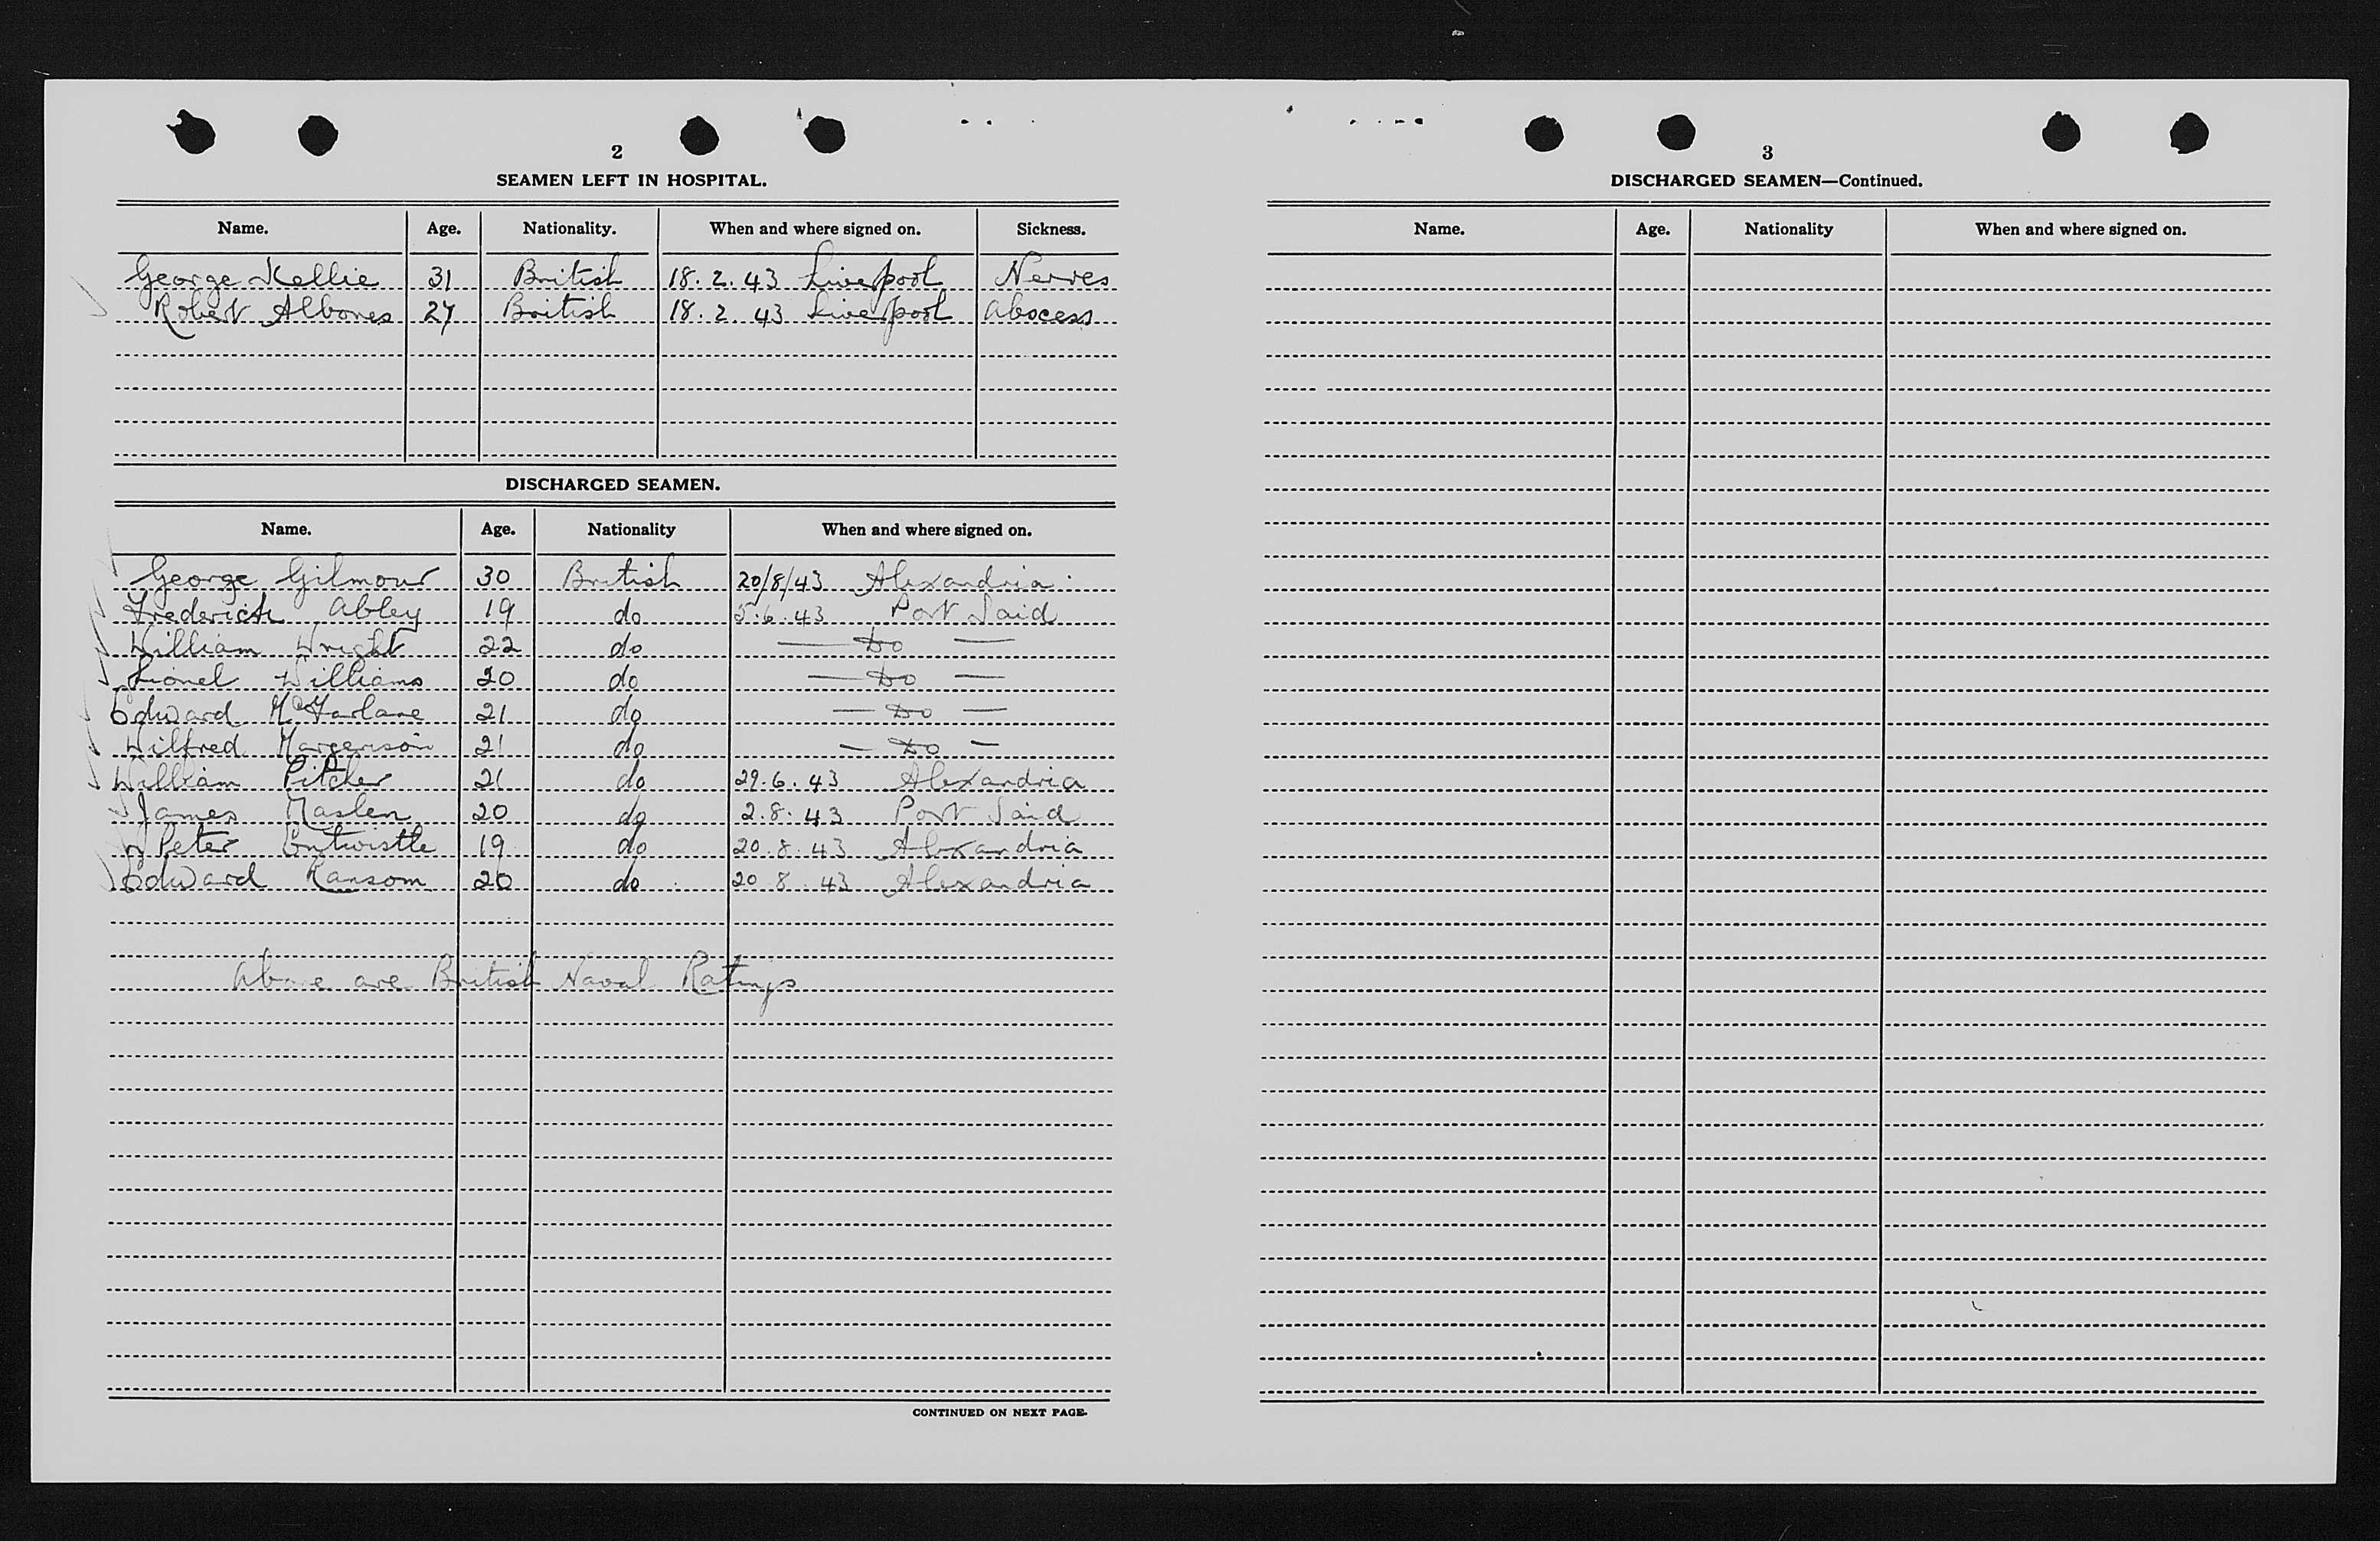 2
SEAMEN LEFT IN HOSPITAL.
Name. Age. Nationality. When and where signed on. Sickness.
George Kellie 31 British 18.2.43 Liverpool Nerves
Robert Albones 27 British 18.2.43 Liverpool Abscess
DISCHARGED SEAMEN.
Name. Age. Nationality When and where signed on.
George Gilmour 30 British 20/8/43 Alexandria.
Frederick Abley 19 do 5.6.43 Port Said
William Wright 22 do — Do —
Lionel Williams 20 do — Do —
Edward McFarlane 21 do — Do —
Wilfred Margerison 21 do — Do —
William Pitcher 21 do 29.6.43 Alexandria
James Maslen 20 do 2.8.43 Port Said
Peter Entwistle 19 do 20.8.43 Alexandria
Edward Ransom 20 do 20.8.43 Alexandria
Above are British Naval Ratings
CONTINUED ON NEXT PAGE.
3
DISCHARGED SEAMEN—Continued.
Name. Age. Nationality When and where signed on.